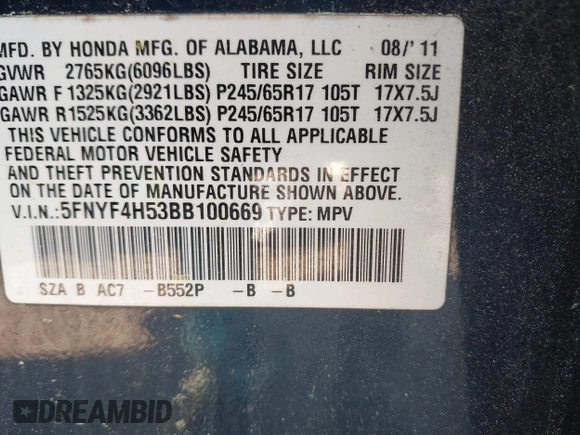 MFD. BY HONDA MFG. OF ALABAMA, LLC 08/'11
GVWR 2765KG(6096LBS) TIRE SIZE RIM SIZE
GAWR F 1325KG(2921LBS) P245/65R17 105T 17X7.5J
GAWR R1525KG(3362LBS) P245/65R17 105T 17X7.5J
THIS VEHICLE CONFORMS TO ALL APPLICABLE
FEDERAL MOTOR VEHICLE SAFETY
AND THEFT PREVENTION STANDARDS IN EFFECT
ON THE DATE OF MANUFACTURE SHOWN ABOVE.
V.I.N.:5FNYF4H53BB100669 TYPE: MPV
SZA B AC7 -B552P -B -B
DREAMBID